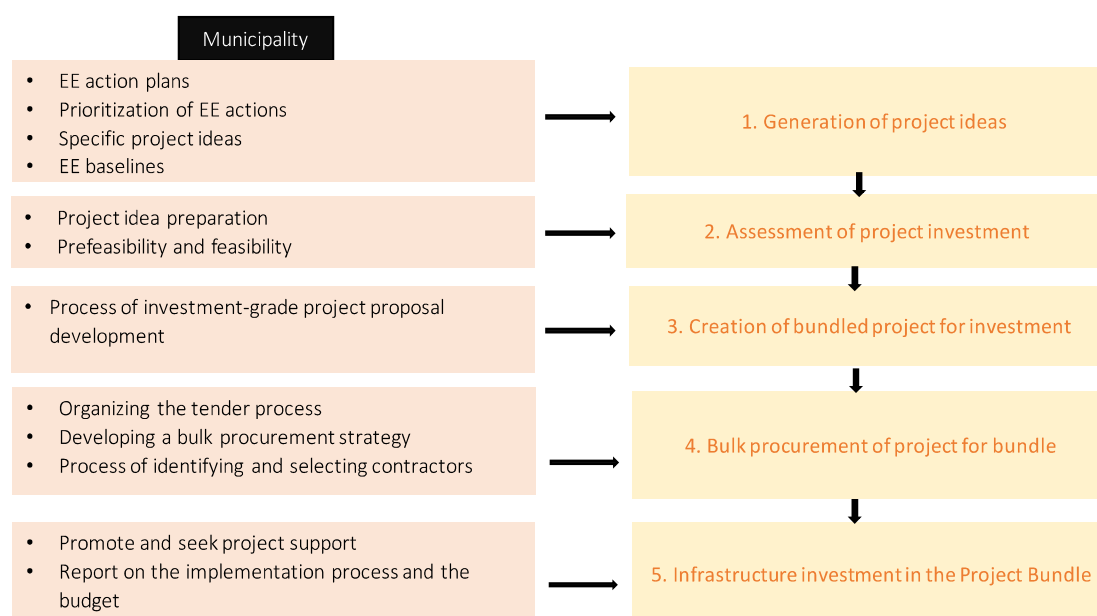 Municipality
• EE action plans
• Prioritization of EE actions
• Specific project ideas
• EE baselines
1. Generation of project ideas
• Project idea preparation
• Prefeasibility and feasibility
2. Assessment of project investment
• Process of investment-grade project proposal
development
3. Creation of bundled project for investment
• Organizing the tender process
• Developing a bulk procurement strategy
• Process of identifying and selecting contractors
4. Bulk procurement of project for bundle
• Promote and seek project support
• Report on the implementation process and the
budget
5. Infrastructure investment in the Project Bundle